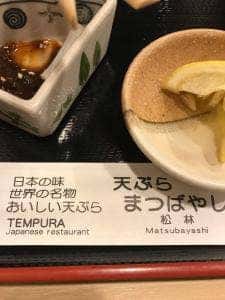 日本の味
世界の名物
おいしい天ぷら
TEMPURA
Japanese restaurant
天ぷら
まつばやし
松林
Matsubayashi